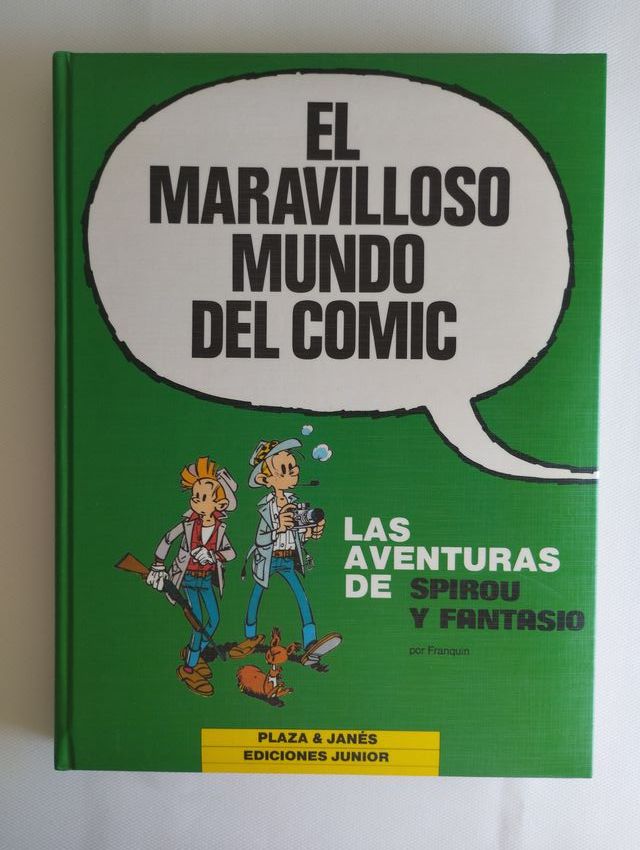 EL
MARAVILLOSO
MUNDO
DEL COMIC
LAS
AVENTURAS
DE SPIROU
Y FANTASIO
por Franquin
PLAZA & JANÉS
EDICIONES JUNIOR